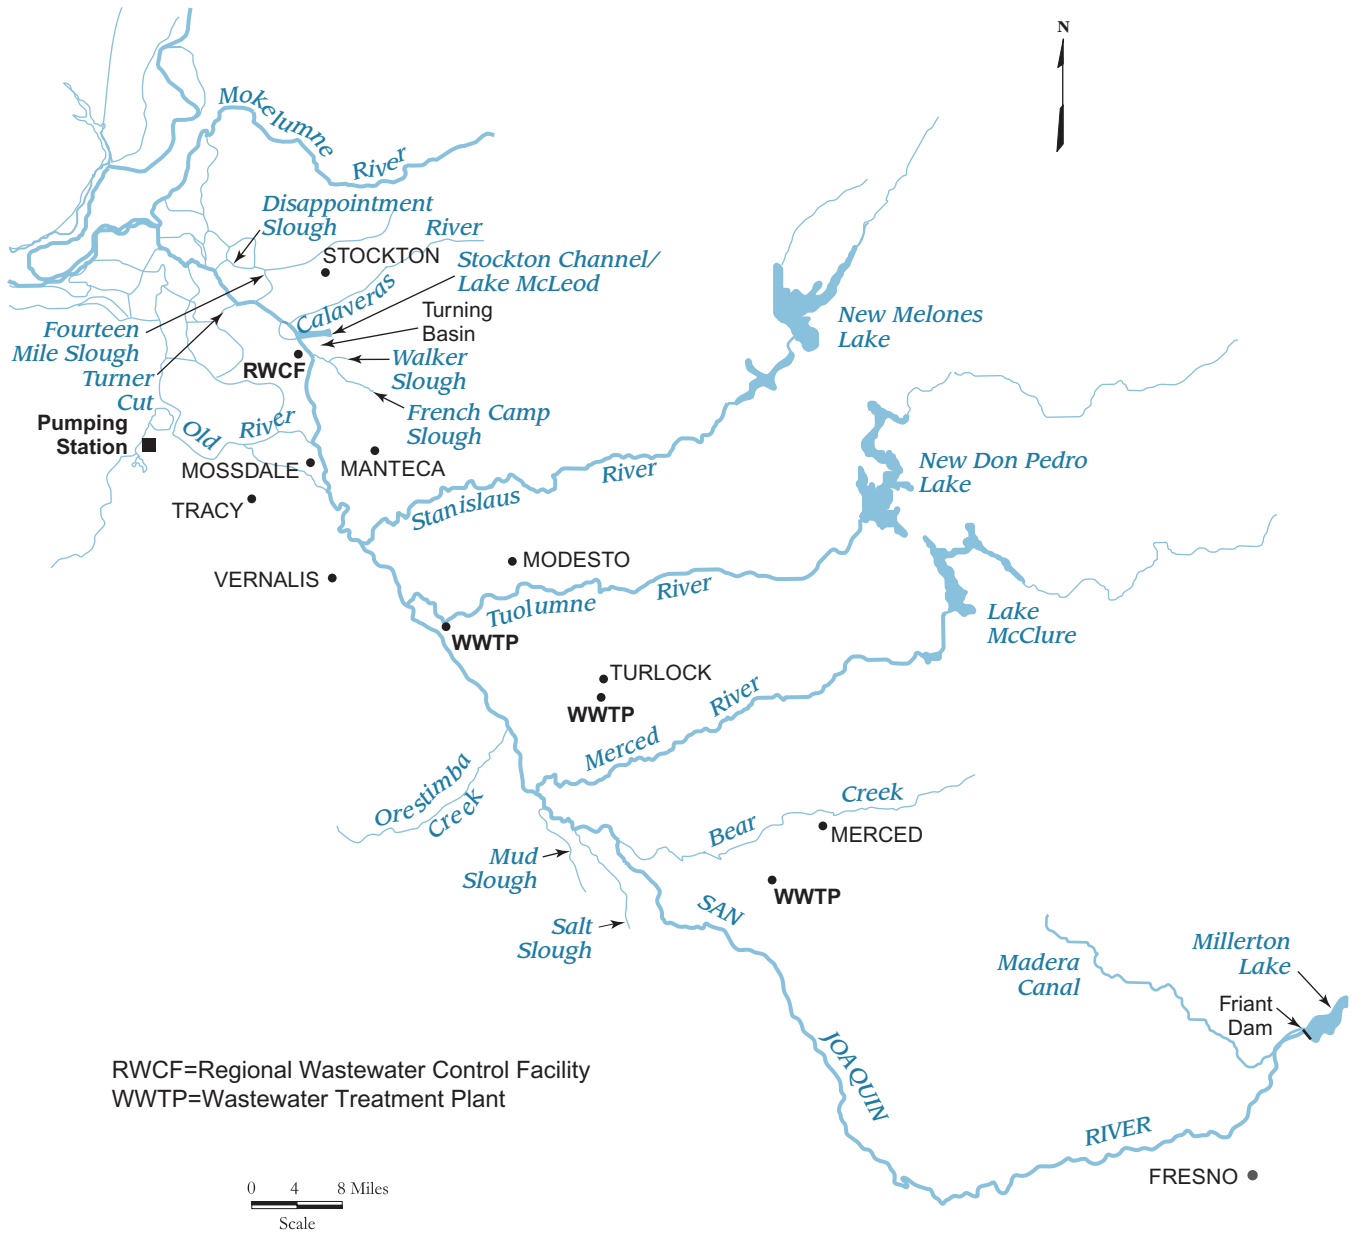 N
Mokelumne
River
Disappointment
Slough
River
STOCKTON
Stockton Channel/
Lake McLeod
Calaveras
Turning
Basin
New Melones
Lake
Fourteen
Mile Slough
Turner
Cut
RWCF
Walker
Slough
French Camp
Slough
Pumping
Station
Old River
MOSSDALE
MANTECA
TRACY
Stanislaus River
New Don Pedro
Lake
VERNALIS
MODESTO
Tuolumne River
Lake
McClure
WWTP
TURLOCK
WWTP
Merced River
Orestimba
Creek
Bear Creek
MERCED
Mud
Slough
WWTP
Salt
Slough
SAN
JOAQUIN
RIVER
Madera
Canal
Millerton
Lake
Friant
Dam
FRESNO
RWCF=Regional Wastewater Control Facility
WWTP=Wastewater Treatment Plant
0 4 8 Miles
Scale